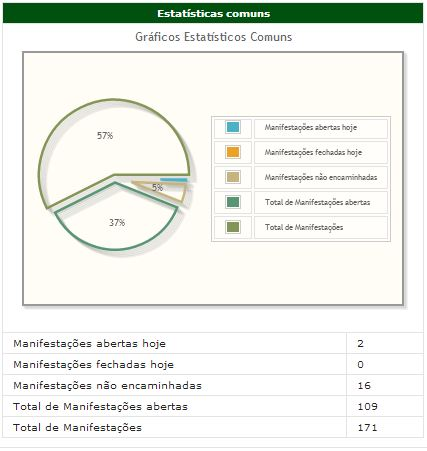 Estatísticas comuns
Gráficos Estatísticos Comuns
57%
5%
37%
Manifestações abertas hoje
Manifestações fechadas hoje
Manifestações não encaminhadas
Total de Manifestações abertas
Total de Manifestações
Manifestações abertas hoje 2
Manifestações fechadas hoje 0
Manifestações não encaminhadas 16
Total de Manifestações abertas 109
Total de Manifestações 171